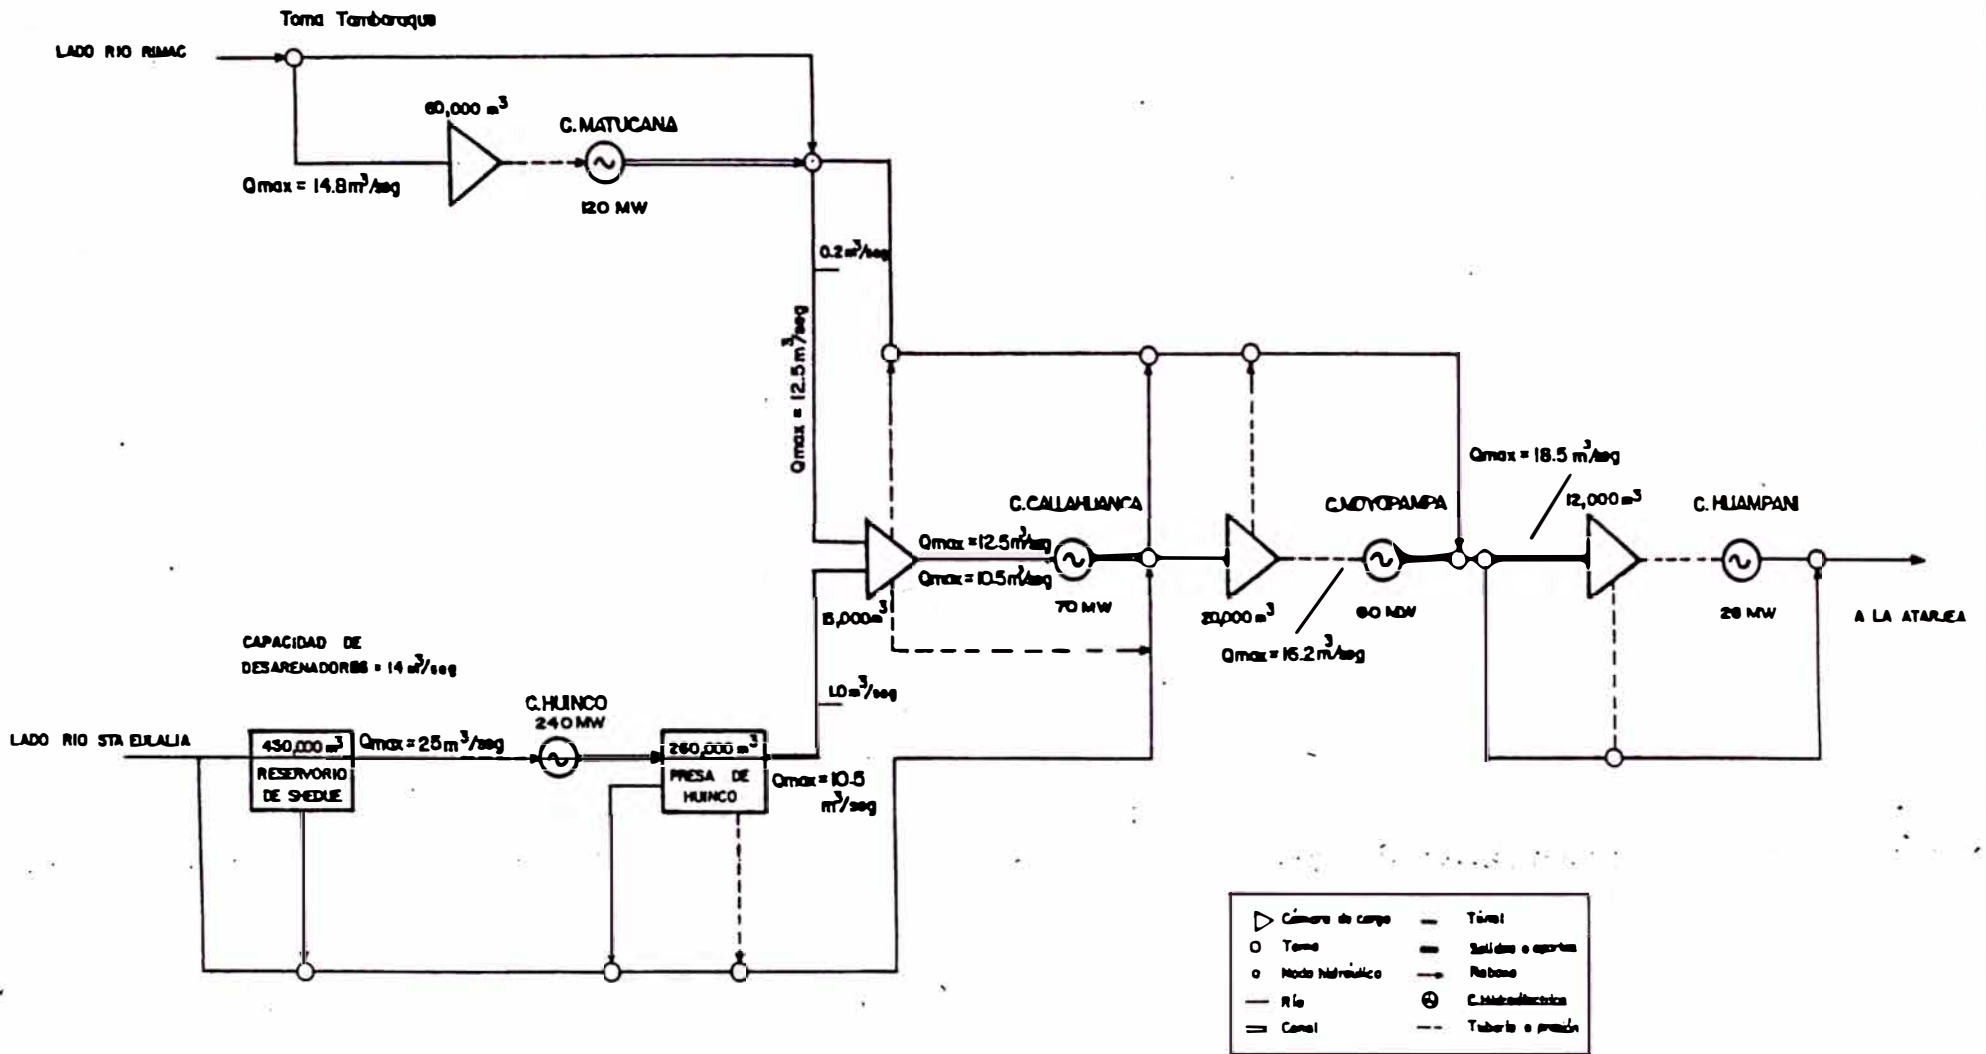 Toma Tamboraque
LADO RIO RIMAC
60,000 m³
C. MATUCANA
Qmax = 14.8 m³/seg
120 MW
0.2 m³/seg
Qmax = 12.5 m³/seg
Qmax = 18.5 m³/seg
C. CALLAHUANCA
C. MOYOPAMPA
12,000 m³
C. HUAMPANI
Qmax = 12.5 m³/seg
Qmax = 10.5 m³/seg
15,000 m³
70 MW
20,000 m³
Qmax = 16.2 m³/seg
A LA ATARJEA
CAPACIDAD DE
DESARENADORES = 14 m³/seg
1.0 m³/seg
C. HUINCO
240 MW
LADO RIO STA EULALIA
450,000 m³
Qmax = 25 m³/seg
260,000 m³
RESERVORIO
DE SHEQUE
PRESA DE
HUINCO
Qmax = 10.5
m³/seg
Cámara de carga
Túnel
Toma
Salidas o aportes
Nodo hidráulico
Rebose
Río
C. Hidroeléctrica
Canal
Tubería a presión